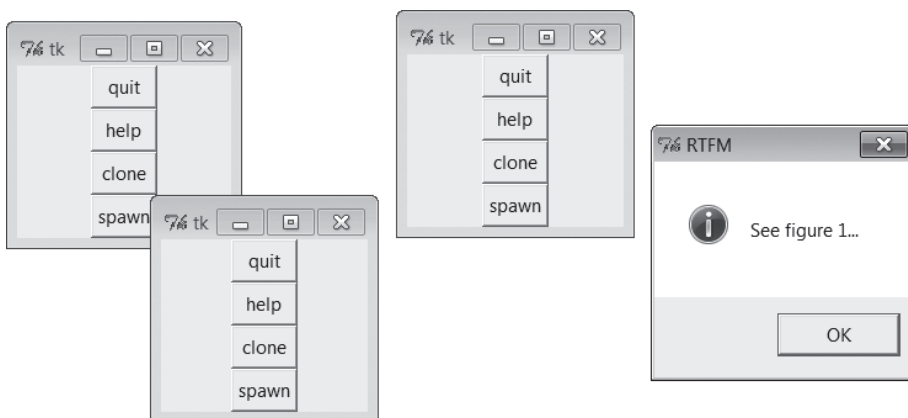 tk
quit
help
clone
spawn
tk
quit
help
clone
spawn
tk
quit
help
clone
spawn
RTFM
See figure 1...
OK